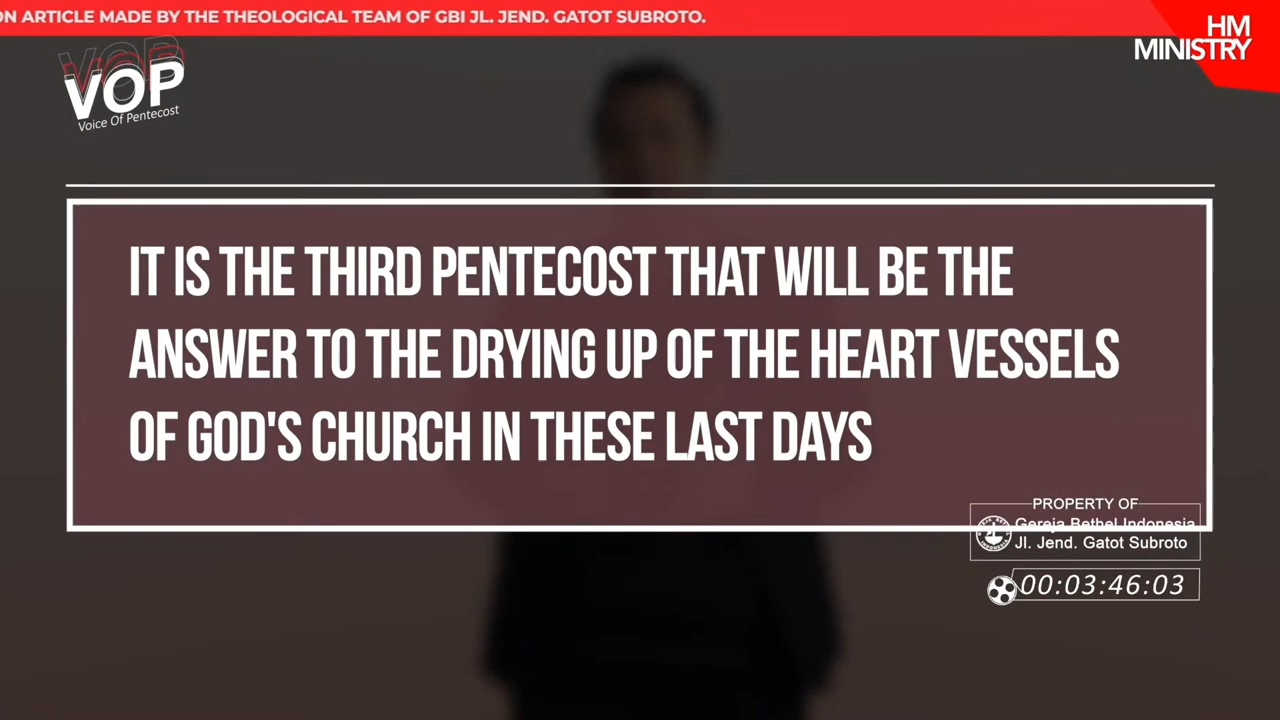 ON ARTICLE MADE BY THE THEOLOGICAL TEAM OF GBI JL. JEND. GATOT SUBROTO.
HM
MINISTRY
VOP
Voice Of Pentecost
IT IS THE THIRD PENTECOST THAT WILL BE THE
ANSWER TO THE DRYING UP OF THE HEART VESSELS
OF GOD'S CHURCH IN THESE LAST DAYS
PROPERTY OF
Gereja Bethel Indonesia
Jl. Jend. Gatot Subroto
00:03:46:03